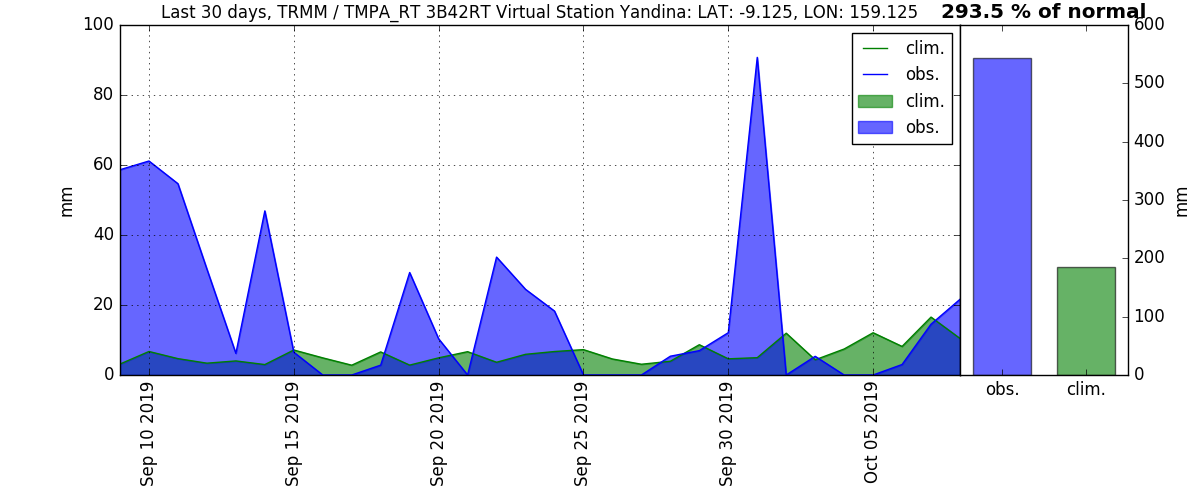 Last 30 days, TRMM / TMPA_RT 3B42RT Virtual Station Yandina: LAT: -9.125, LON: 159.125
293.5 % of normal
100
80
60
40
20
0
mm
clim.
obs.
clim.
obs.
600
500
400
300
200
100
0
mm
Sep 10 2019
Sep 15 2019
Sep 20 2019
Sep 25 2019
Sep 30 2019
Oct 05 2019
obs.
clim.